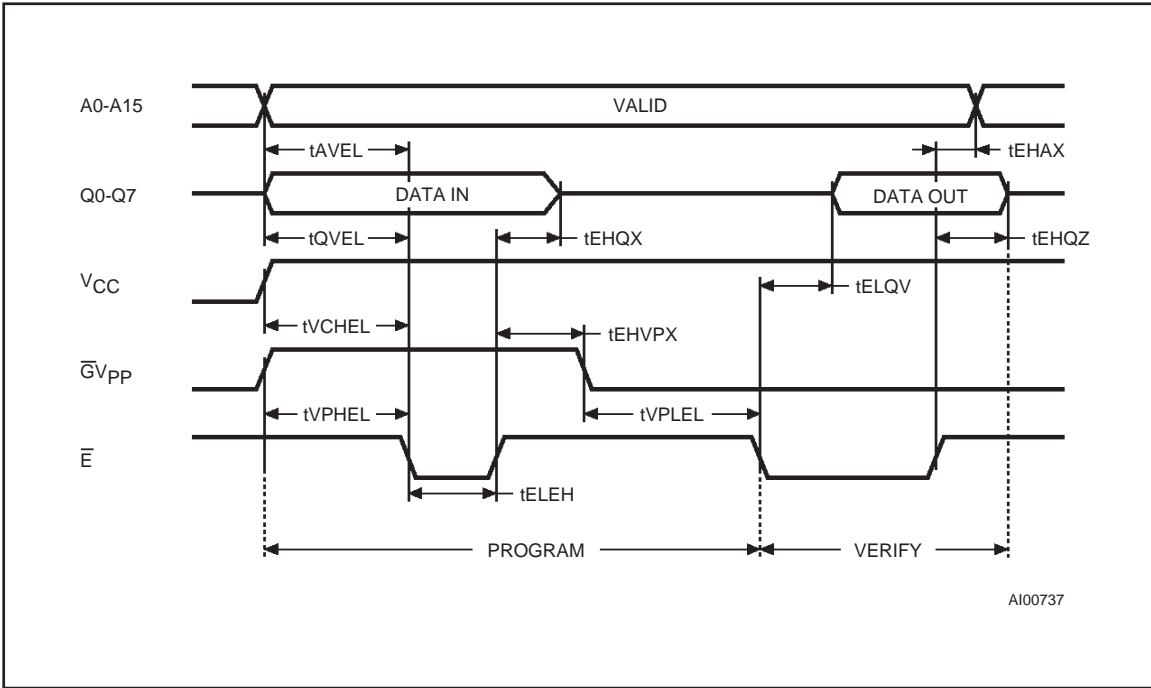 A0-A15 VALID
tAVEL tEHAX
Q0-Q7 DATA IN DATA OUT
tQVEL tEHQX tEHQZ
VCC tELQV
tVCHEL tEHVPX
G̅VPP
tVPHEL tVPLEL
E̅
tELEH
PROGRAM VERIFY
AI00737